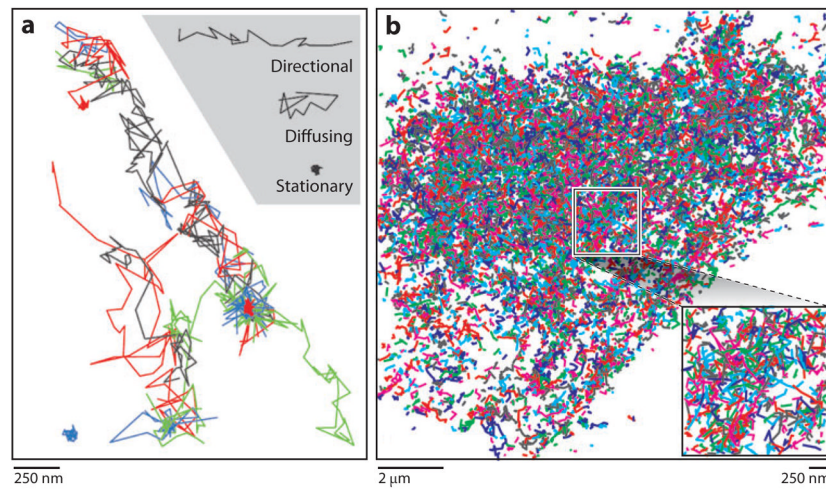 a
Directional
Diffusing
Stationary
b
250 nm
2 μm
250 nm